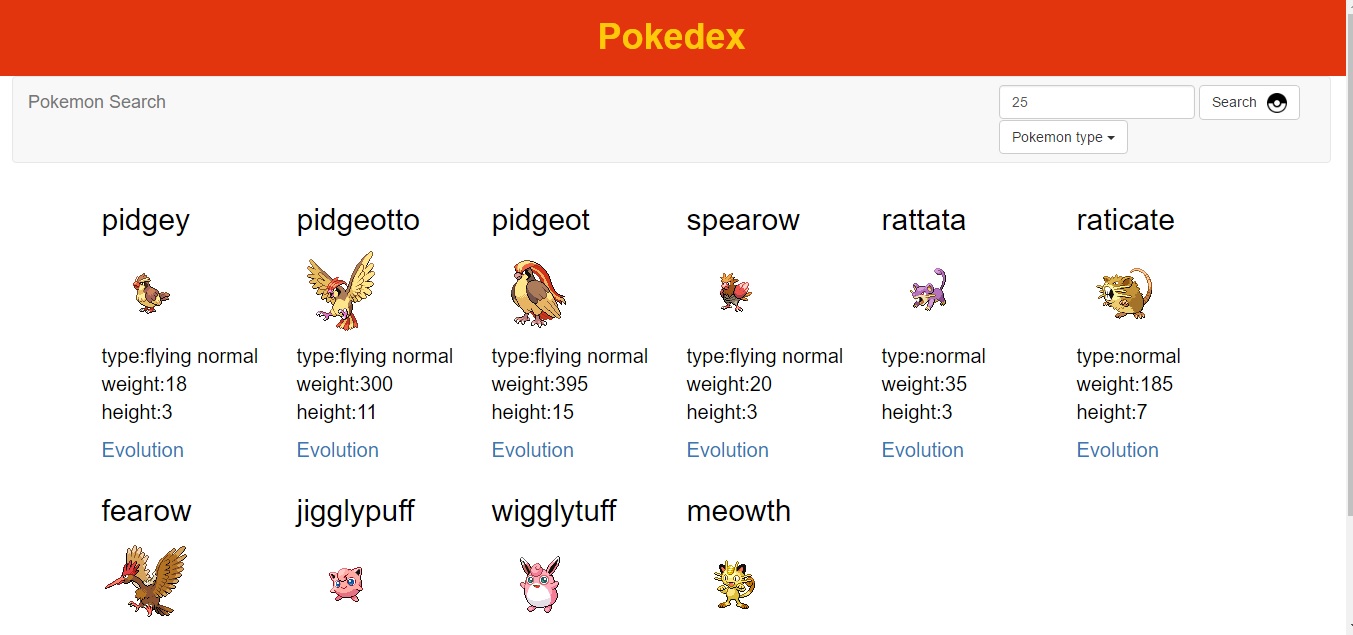 Pokedex
Pokemon Search
25
Search
Pokemon type
pidgey pidgeotto pidgeot spearow rattata raticate
type:flying normal type:flying normal type:flying normal type:flying normal type:normal type:normal
weight:18 weight:300 weight:395 weight:20 weight:35 weight:185
height:3 height:11 height:15 height:3 height:3 height:7
Evolution Evolution Evolution Evolution Evolution Evolution
fearow jigglypuff wigglytuff meowth